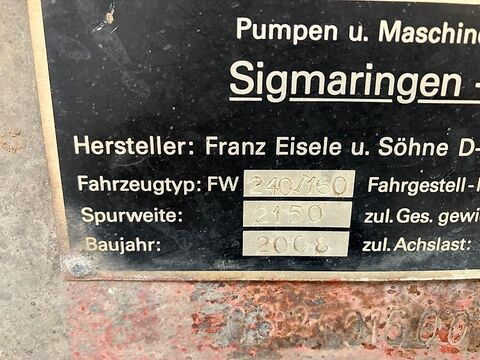 Pumpen u. Maschin
Sigmaringen -
Hersteller: Franz Eisele u. Söhne D-
Fahrzeugtyp: FW 240/160 Fahrgestell-
Spurweite: 2150 zul. Ges. gewi
Baujahr: 2008 zul. Achslast: